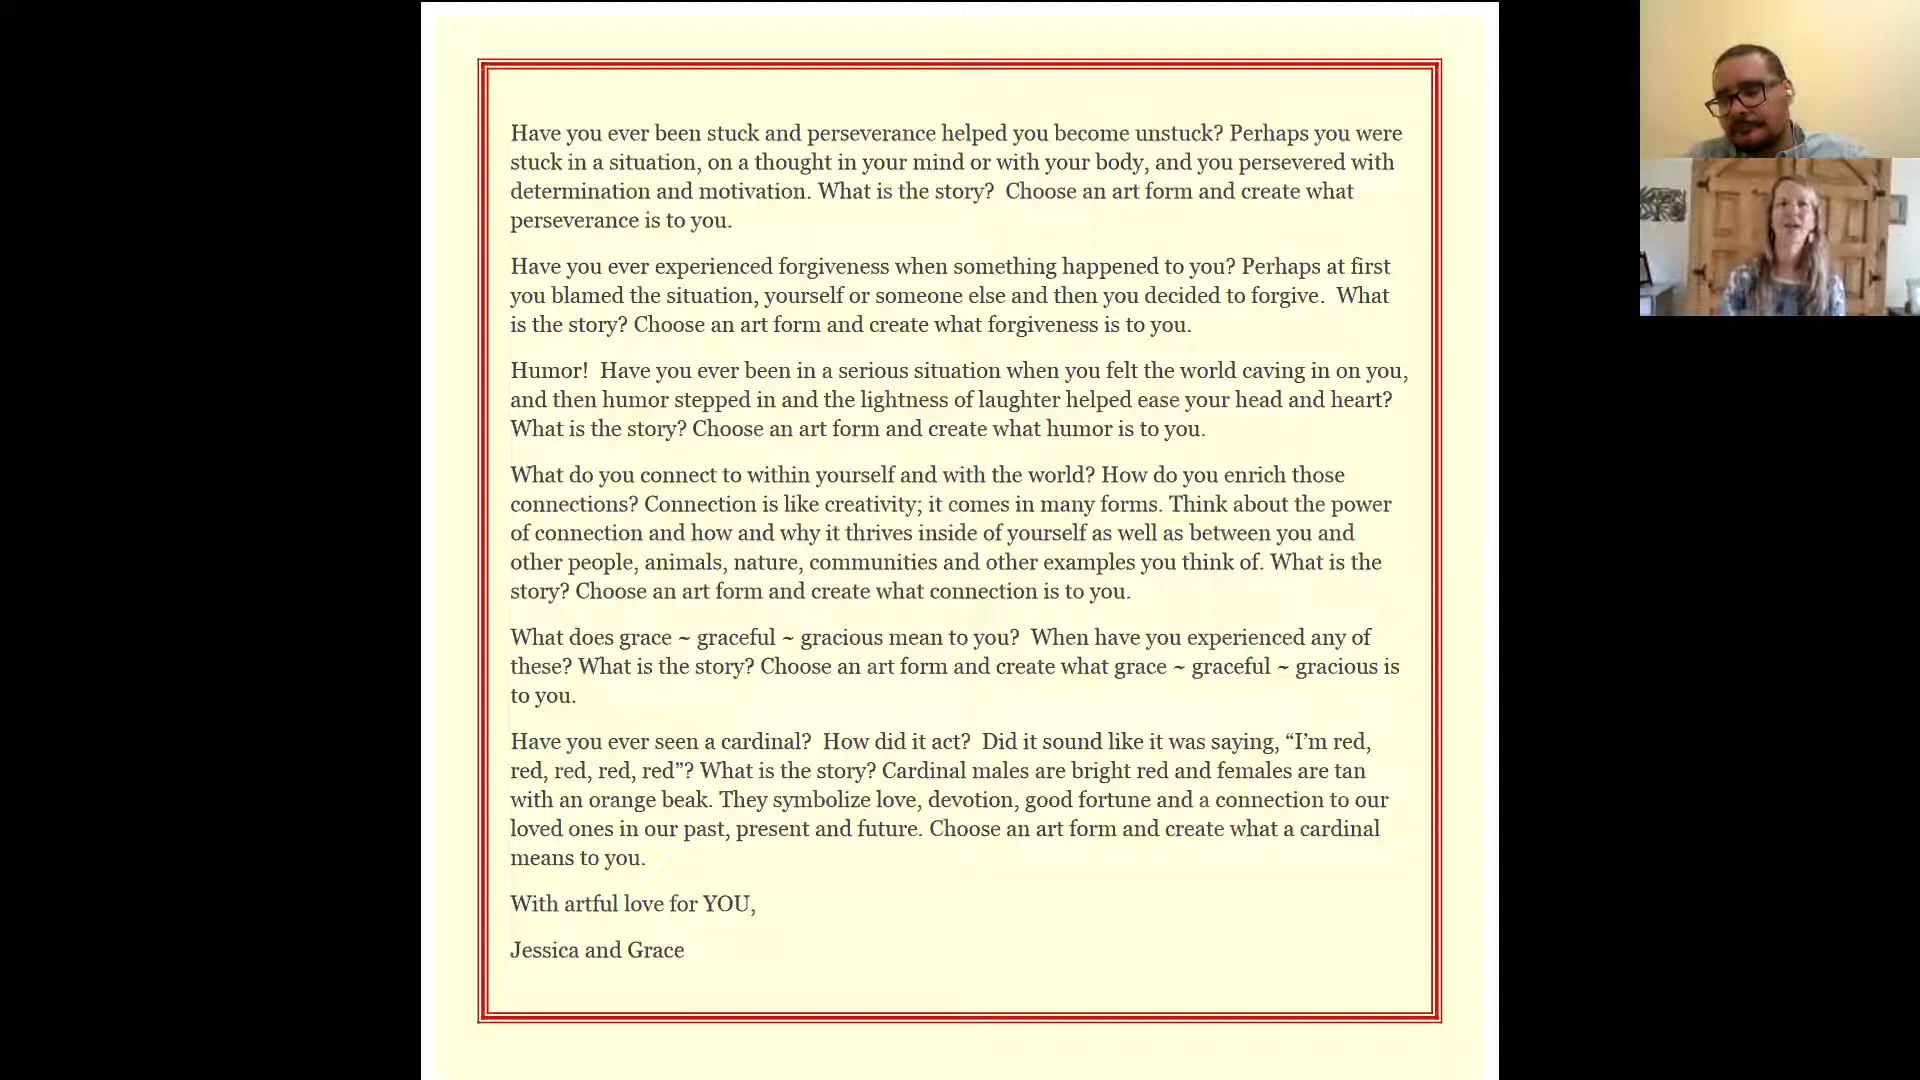 Have you ever been stuck and perseverance helped you become unstuck? Perhaps you were
stuck in a situation, on a thought in your mind or with your body, and you persevered with
determination and motivation. What is the story?  Choose an art form and create what
perseverance is to you.
Have you ever experienced forgiveness when something happened to you? Perhaps at first
you blamed the situation, yourself or someone else and then you decided to forgive.  What
is the story? Choose an art form and create what forgiveness is to you.
Humor!  Have you ever been in a serious situation when you felt the world caving in on you,
and then humor stepped in and the lightness of laughter helped ease your head and heart?
What is the story? Choose an art form and create what humor is to you.
What do you connect to within yourself and with the world? How do you enrich those
connections? Connection is like creativity; it comes in many forms. Think about the power
of connection and how and why it thrives inside of yourself as well as between you and
other people, animals, nature, communities and other examples you think of. What is the
story? Choose an art form and create what connection is to you.
What does grace ~ graceful ~ gracious mean to you?  When have you experienced any of
these? What is the story? Choose an art form and create what grace ~ graceful ~ gracious is
to you.
Have you ever seen a cardinal?  How did it act?  Did it sound like it was saying, “I’m red,
red, red, red, red”? What is the story? Cardinal males are bright red and females are tan
with an orange beak. They symbolize love, devotion, good fortune and a connection to our
loved ones in our past, present and future. Choose an art form and create what a cardinal
means to you.
With artful love for YOU,
Jessica and Grace